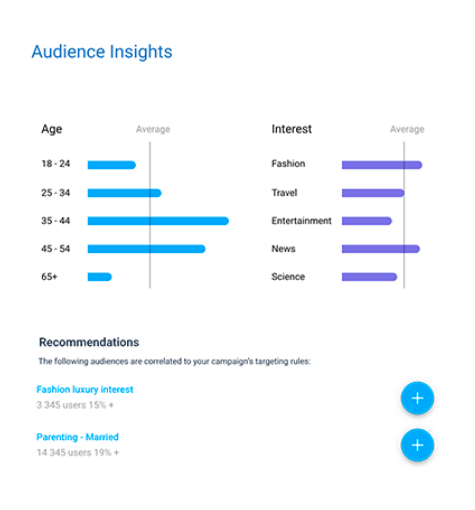 Audience Insights
Age
Average
18 - 24
25 - 34
35 - 44
45 - 54
65+
Interest
Average
Fashion
Travel
Entertainment
News
Science
Recommendations
The following audiences are correlated to your campaign's targeting rules:
Fashion luxury interest
3 345 users 15% +
Parenting - Married
14 345 users 19% +